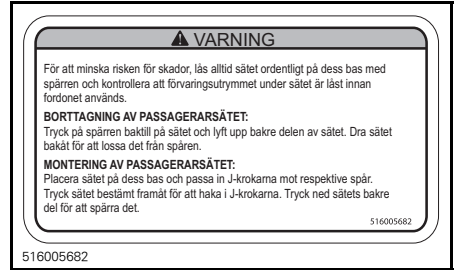 VARNING
För att minska risken för skador, lås alltid sätet ordentligt på dess bas med
spärren och kontrollera att förvaringsutrymmet under sätet är låst innan
fordonet används.
BORTTAGNING AV PASSAGERARSÄTET:
Tryck på spärren baktill på sätet och lyft upp bakre delen av sätet. Dra sätet
bakåt för att lossa det från spåren.
MONTERING AV PASSAGERARSÄTET:
Placera sätet på dess bas och passa in J-krokarna mot respektive spår.
Tryck sätet bestämt framåt för att haka i J-krokarna. Tryck ned sätets bakre
del för att spärra det.
516005682
516005682